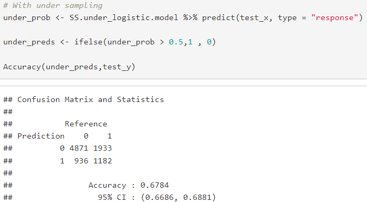 # With under sampling
under_prob <- SS.under_logistic.model %>% predict(test_x, type = "response")
under_preds <- ifelse(under_prob > 0.5,1 , 0)
Accuracy(under_preds,test_y)
## Confusion Matrix and Statistics
##
##           Reference
## Prediction    0    1
##          0 4871 1933
##          1  936 1182
##
##                Accuracy : 0.6784
##                  95% CI : (0.6686, 0.6881)